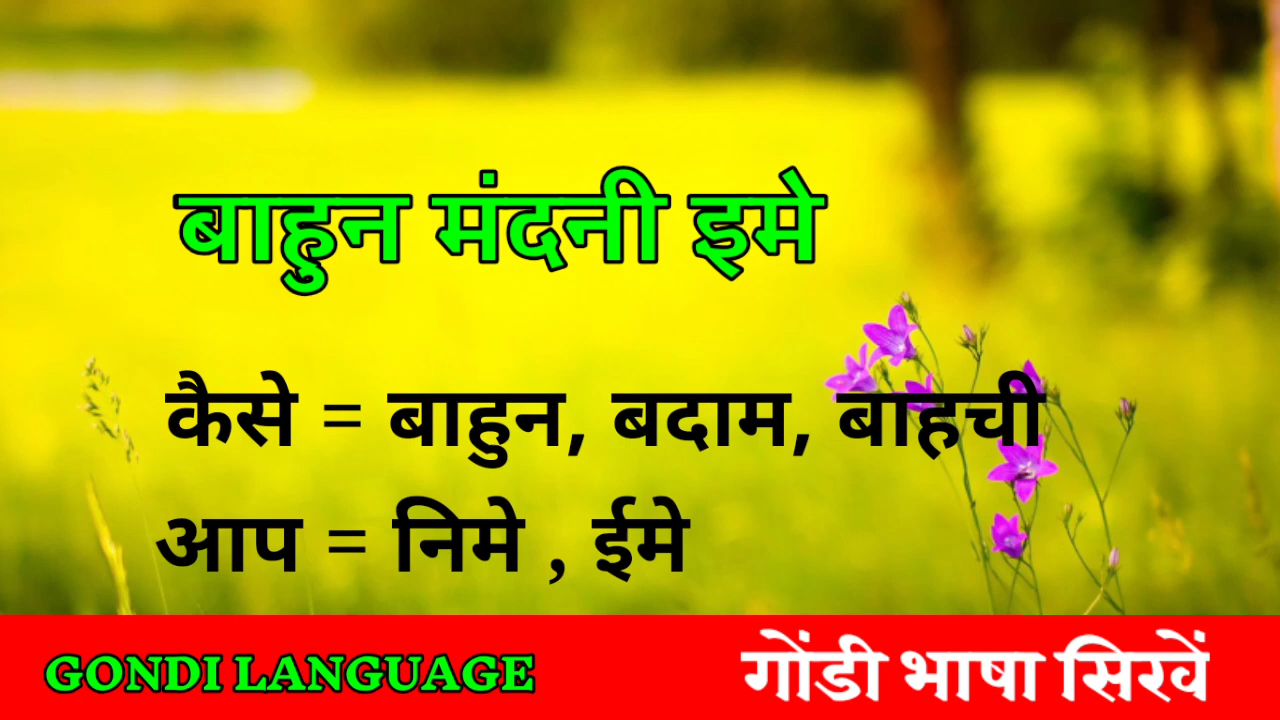 बाहुन मंदनी इमे
कैसे = बाहुन, बदाम, बाहची
आप = निमे , ईमे
GONDI LANGUAGE गोंडी भाषा सिखें